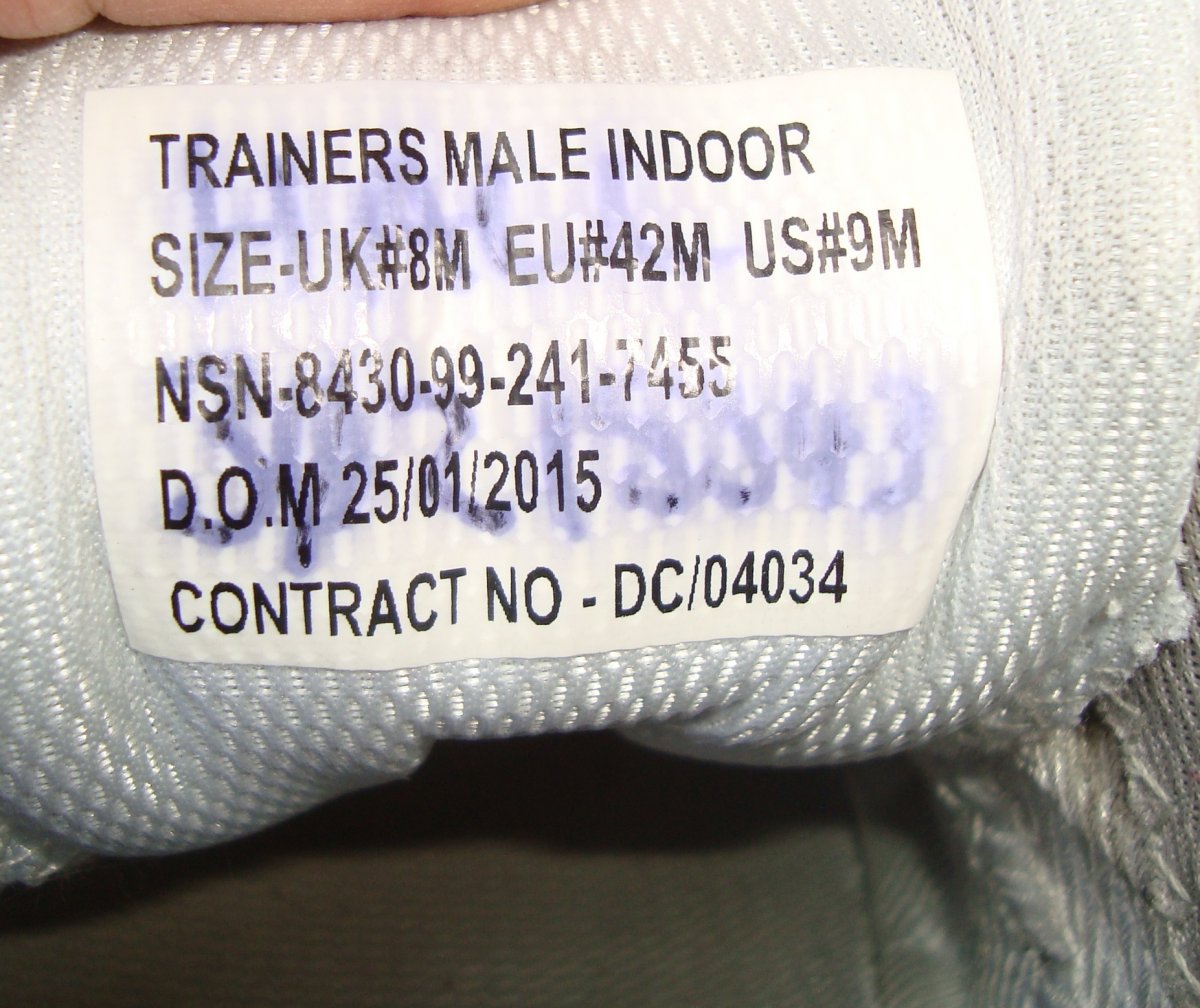 TRAINERS MALE INDOOR
SIZE-UK#8M EU#42M US#9M
NSN-8430-99-241-7455
D.O.M 25/01/2015
CONTRACT NO - DC/04034